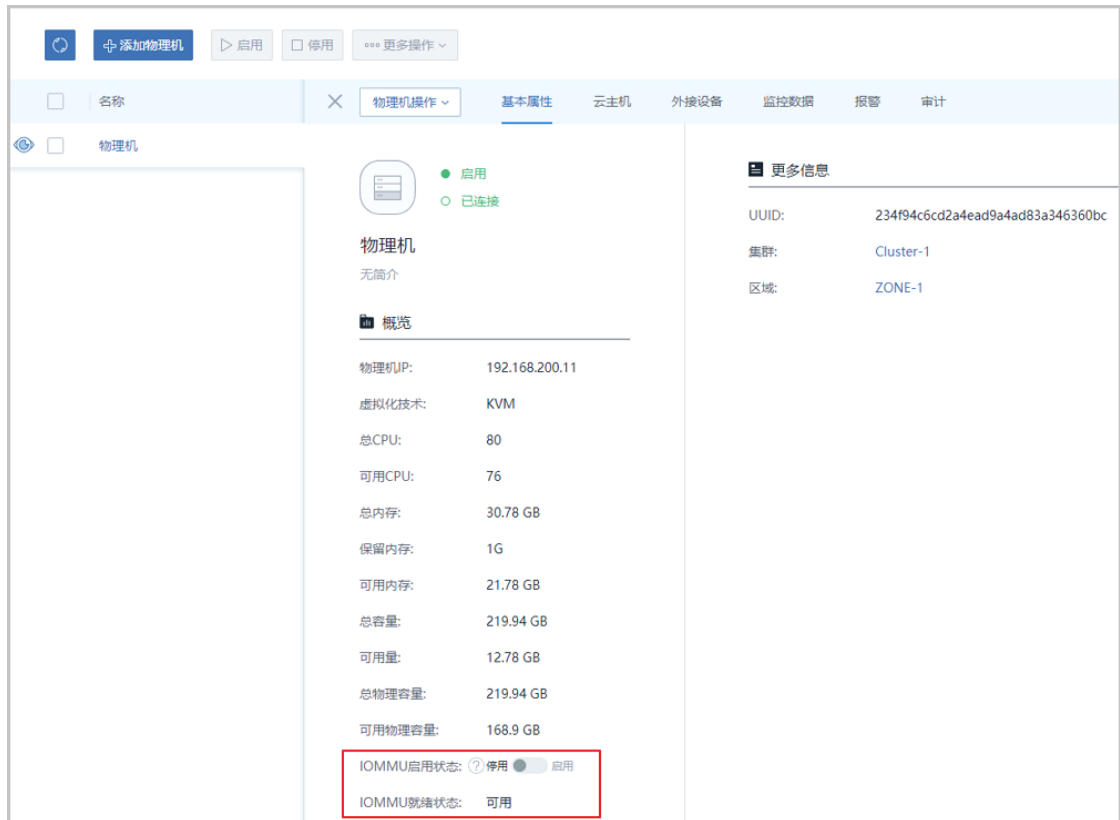 添加物理机 启用 停用 更多操作
名称 物理机操作 基本属性 云主机 外接设备 监控数据 报警 审计
物理机
启用
已连接
物理机
无简介
概览
物理机IP: 192.168.200.11
虚拟化技术: KVM
总CPU: 80
可用CPU: 76
总内存: 30.78 GB
保留内存: 1G
可用内存: 21.78 GB
总容量: 219.94 GB
可用量: 12.78 GB
总物理容量: 219.94 GB
可用物理容量: 168.9 GB
IOMMU启用状态: ? 停用 启用
IOMMU就绪状态: 可用
更多信息
UUID: 234f94c6cd2a4ead9a4ad83a346360bc
集群: Cluster-1
区域: ZONE-1